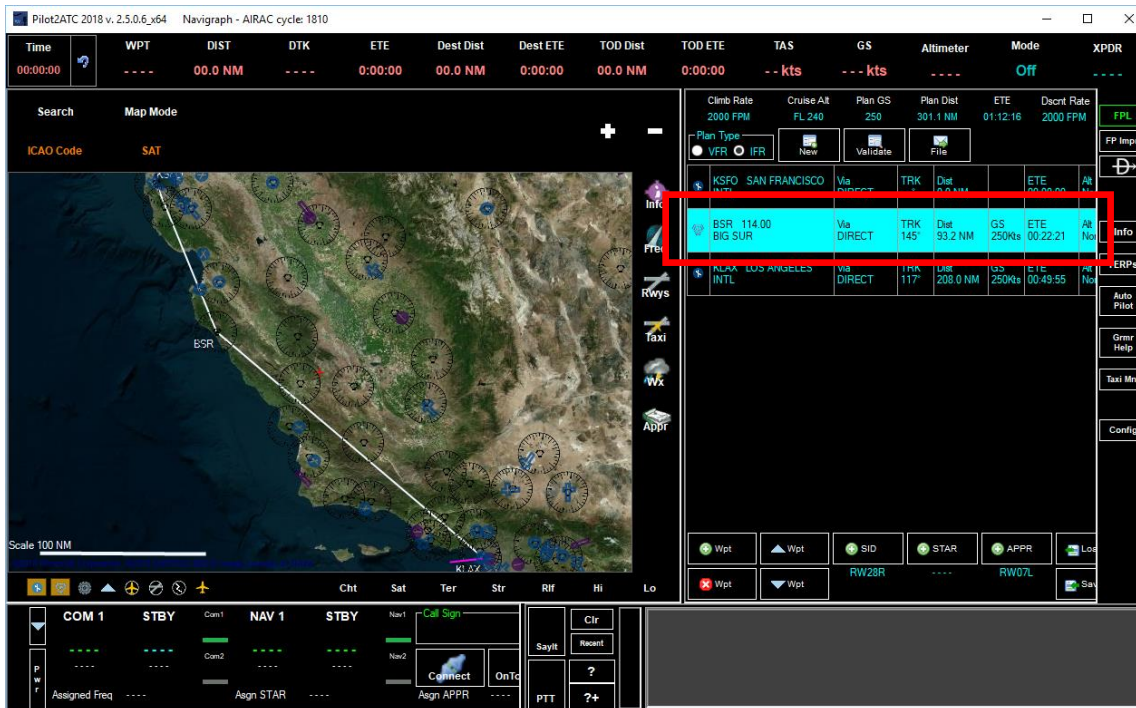 Pilot2ATC 2018 v. 2.5.0.6_x64 Navigraph - AIRAC cycle: 1810
Time WPT DIST DTK ETE Dest Dist Dest ETE TOD Dist TOD ETE TAS GS Altimeter Mode XPDR
00:00:00 ---- 00.0 NM ---- 0:00:00 00.0 NM 0:00:00 00.0 NM 0:00:00 -- kts --- kts ---- Off ----
Search Map Mode
ICAO Code SAT
+ −
Info
Rwys
Taxi
Wx
Appr
BSR
KLAX
Scale 100 NM
Cht Sat Ter Str Rlf Hi Lo
Climb Rate Cruise Alt Plan GS Plan Dist ETE Dscnt Rate
2000 FPM FL 240 250 301.1 NM 01:12:16 2000 FPM
Plan Type
VFR IFR New Validate File
KSFO SAN FRANCISCO Via TRK Dist ETE Alt
INTL DIRECT
BSR 114.00 Via TRK Dist GS ETE Alt
BIG SUR DIRECT 145° 93.2 NM 250Kts 00:22:21
KLAX LOS ANGELES Via TRK Dist GS ETE Alt
INTL DIRECT 117° 208.0 NM 250Kts 00:49:55
Wpt Wpt SID STAR APPR
RW28R ---- RW07L
Wpt Wpt
FPL
FP Impr
D
Info
Auto
Pilot
Grmr
Help
Taxi Mn
Config
COM 1 STBY Com1 NAV 1 STBY Nav1 Call Sign
---- ---- ---- ----
---- ---- Com2 ---- ---- Nav2
Connect
Assigned Freq ---- Asgn STAR ---- Asgn APPR ----
Pwr
SayIt
Clr
Recent
PTT
?
?+